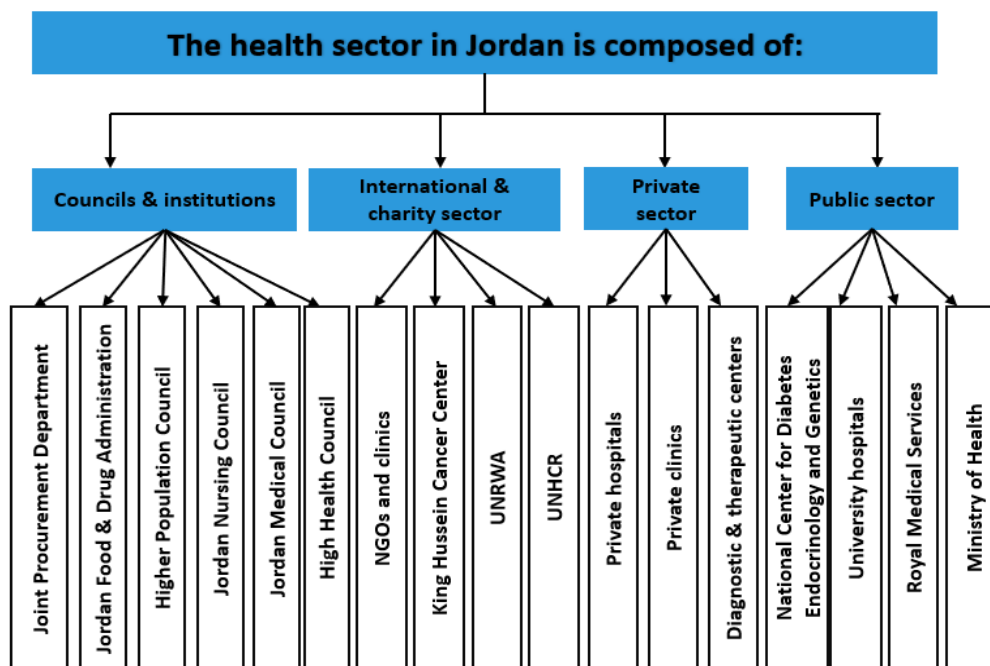 The health sector in Jordan is composed of:
Councils & institutions
International &
charity sector
Private
sector
Public sector
Joint Procurement Department
Jordan Food & Drug Administration
Higher Population Council
Jordan Nursing Council
Jordan Medical Council
High Health Council
NGOs and clinics
King Hussein Cancer Center
UNRWA
UNHCR
Private hospitals
Private clinics
Diagnostic & therapeutic centers
National Center for Diabetes
Endocrinology and Genetics
University hospitals
Royal Medical Services
Ministry of Health